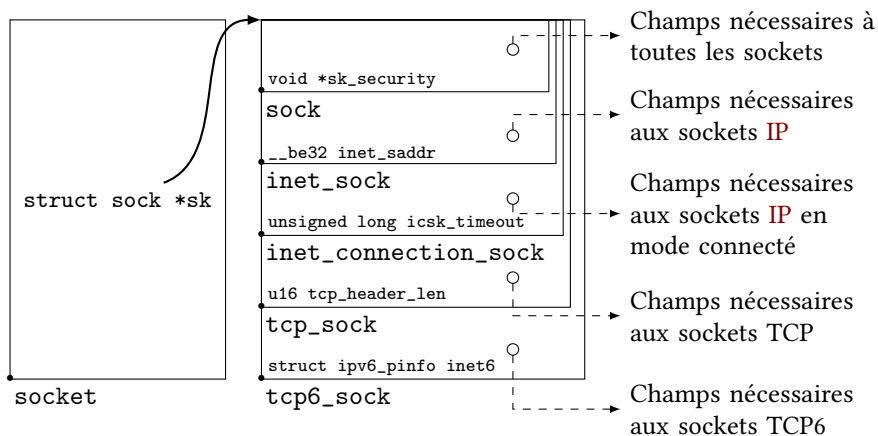 struct sock *sk
socket
void *sk_security
sock
__be32 inet_saddr
inet_sock
unsigned long icsk_timeout
inet_connection_sock
u16 tcp_header_len
tcp_sock
struct ipv6_pinfo inet6
tcp6_sock
Champs nécessaires à
toutes les sockets
Champs nécessaires
aux sockets IP
Champs nécessaires
aux sockets IP en
mode connecté
Champs nécessaires
aux sockets TCP
Champs nécessaires
aux sockets TCP6